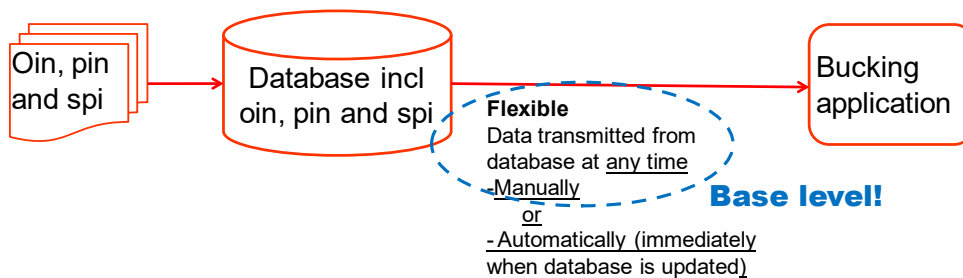 Oin, pin
and spi
Database incl
oin, pin and spi
Flexible
Data transmitted from
database at any time
-Manually
or
-Automatically (immediately
when database is updated)
Base level!
Bucking
application